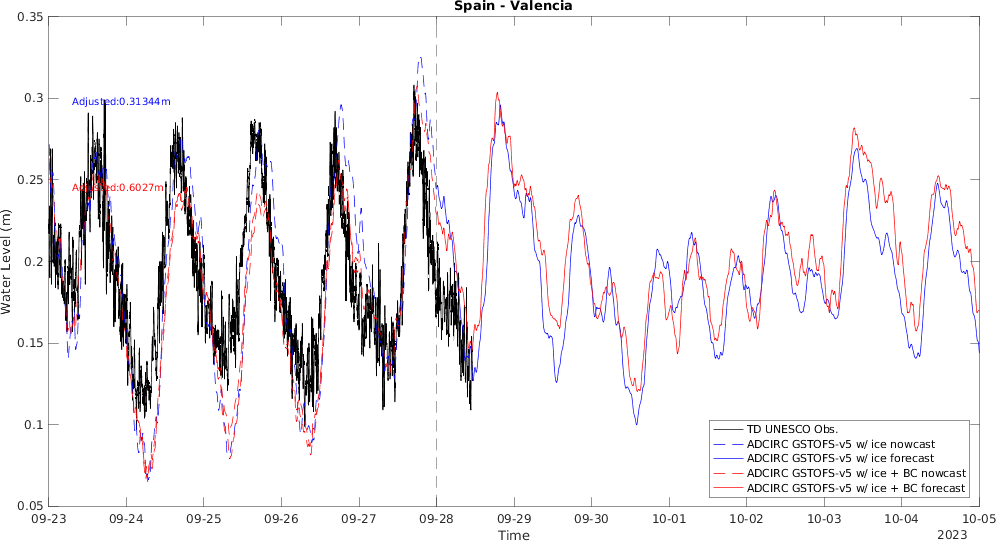 Spain - Valencia
0.35
0.3
0.25
0.2
0.15
0.1
0.05
Water Level (m)
Adjusted:0.31344m
Adjusted:0.6027m
TD UNESCO Obs.
ADCIRC GSTOFS-v5 w/ ice nowcast
ADCIRC GSTOFS-v5 w/ ice forecast
ADCIRC GSTOFS-v5 w/ ice + BC nowcast
ADCIRC GSTOFS-v5 w/ ice + BC forecast
09-23 09-24 09-25 09-26 09-27 09-28 09-29 09-30 10-01 10-02 10-03 10-04 10-05
Time
2023